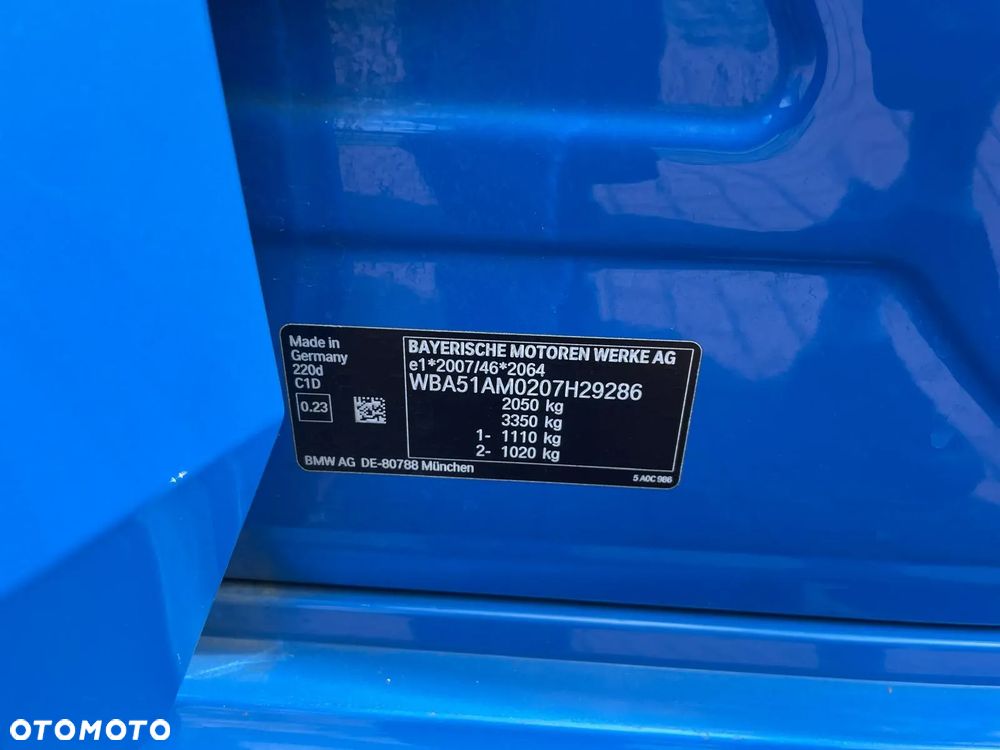 Made in
Germany
220d
C1D
0.23
BAYERISCHE MOTOREN WERKE AG
e1*2007/46*2064
WBA51AM0207H29286
2050 kg
3350 kg
1- 1110 kg
2- 1020 kg
BMW AG DE-80788 München
5 A0C 986
OTOMOTO